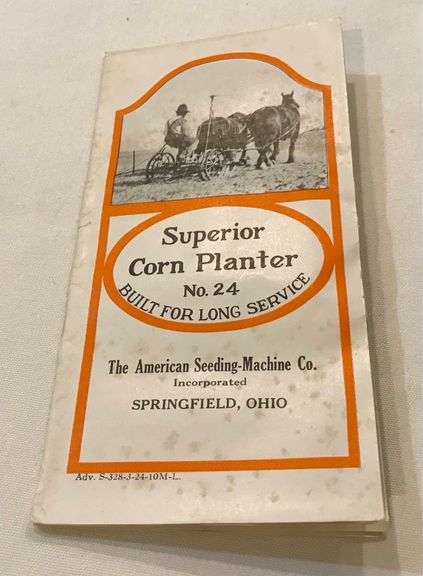 Superior
Corn Planter
No. 24
BUILT FOR LONG SERVICE
The American Seeding-Machine Co.
Incorporated
SPRINGFIELD, OHIO
Adv. S-328-3-24-10M-L.